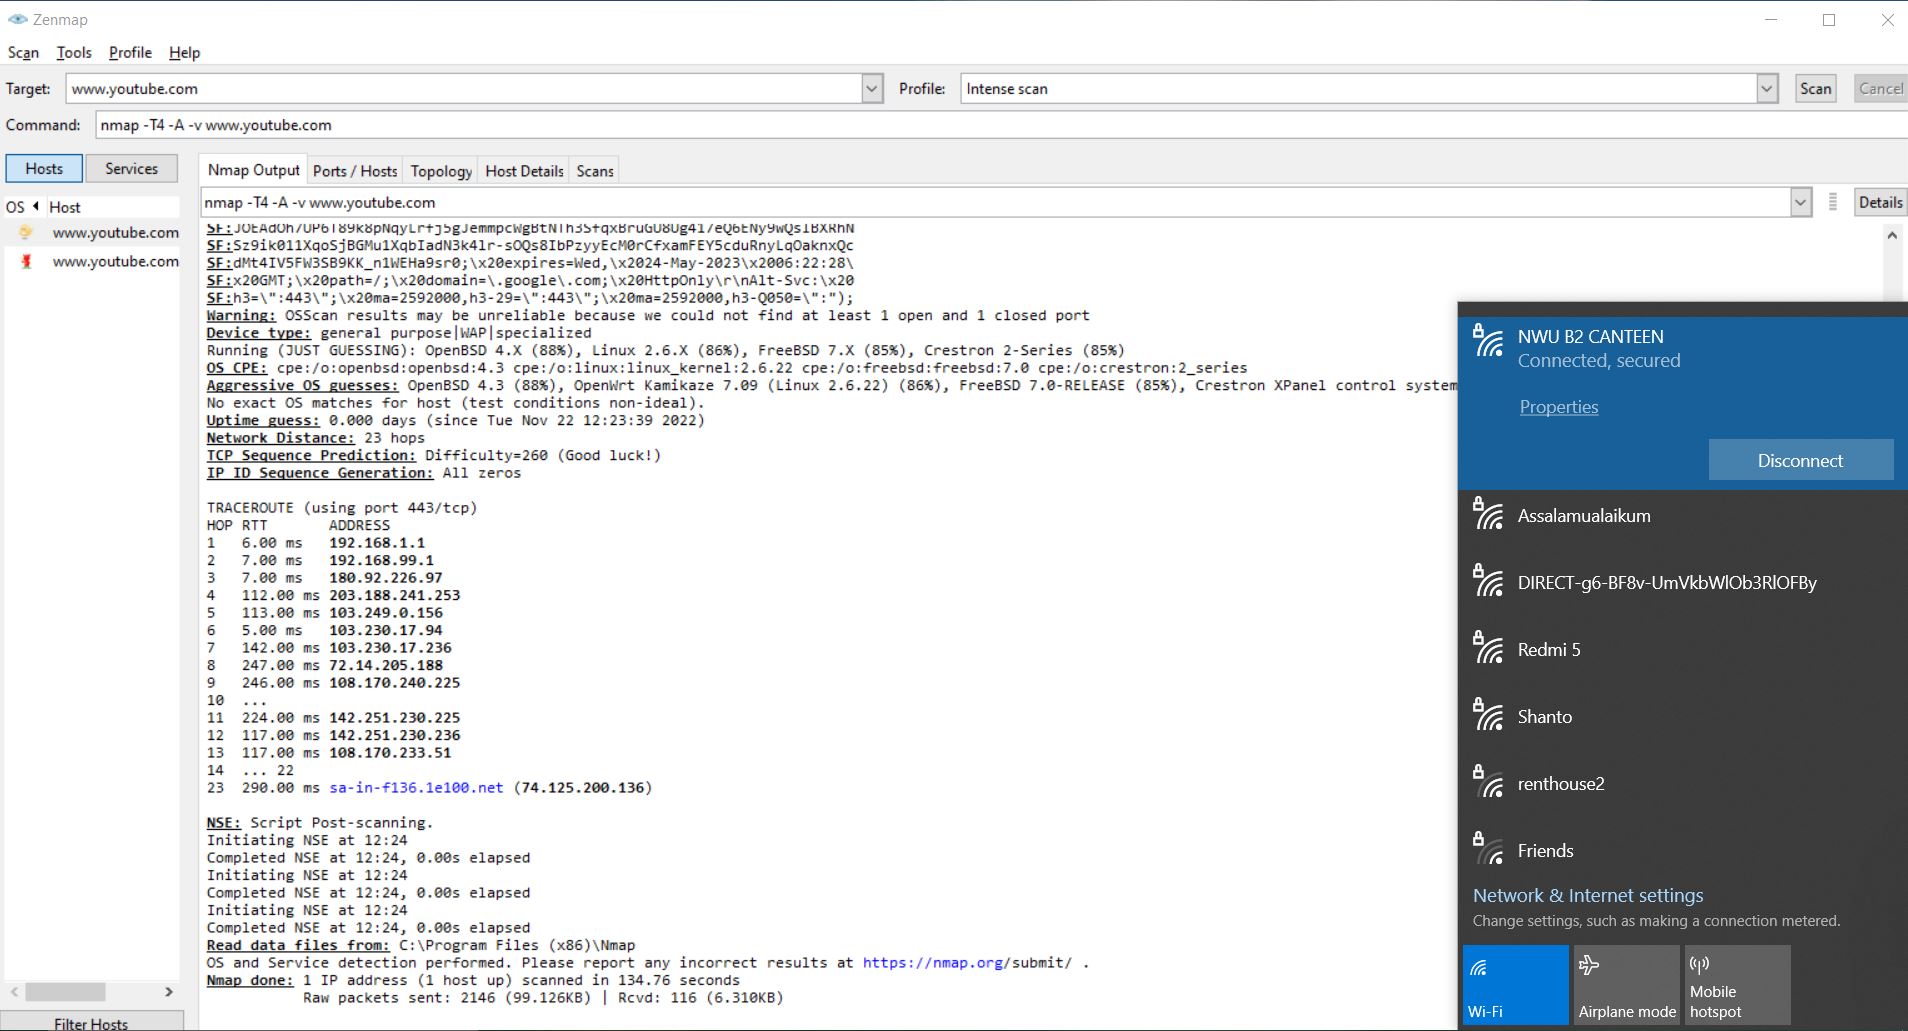 Zenmap
Scan Tools Profile Help
Target: www.youtube.com Profile: Intense scan Scan Cancel
Command: nmap -T4 -A -v www.youtube.com
Hosts Services
OS Host
www.youtube.com
www.youtube.com
Filter Hosts
Nmap Output Ports / Hosts Topology Host Details Scans
nmap -T4 -A -v www.youtube.com Details
SF:Sz9ik011XqoSjBGMu1XqbIadN3k4lr-sOQs8IbPzyyEcM0rCfxamFEY5cduRnyLqOaknxQc
SF:dMt4IV5FW3SB9KK_n1WEHa9sr0;\x20expires=Wed,\x2024-May-2023\x2006:22:28\
SF:x20GMT;\x20path=/;\x20domain=\.google\.com;\x20HttpOnly\r\nAlt-Svc:\x20
SF:h3=\":443\";\x20ma=2592000,h3-29=\":443\";\x20ma=2592000,h3-Q050=\":");
Warning: OSScan results may be unreliable because we could not find at least 1 open and 1 closed port
Device type: general purpose|WAP|specialized
Running (JUST GUESSING): OpenBSD 4.X (88%), Linux 2.6.X (86%), FreeBSD 7.X (85%), Crestron 2-Series (85%)
OS CPE: cpe:/o:openbsd:openbsd:4.3 cpe:/o:linux:linux_kernel:2.6.22 cpe:/o:freebsd:freebsd:7.0 cpe:/o:crestron:2_series
Aggressive OS guesses: OpenBSD 4.3 (88%), OpenWrt Kamikaze 7.09 (Linux 2.6.22) (86%), FreeBSD 7.0-RELEASE (85%), Crestron XPanel control system
No exact OS matches for host (test conditions non-ideal).
Uptime guess: 0.000 days (since Tue Nov 22 12:23:39 2022)
Network Distance: 23 hops
TCP Sequence Prediction: Difficulty=260 (Good luck!)
IP ID Sequence Generation: All zeros
TRACEROUTE (using port 443/tcp)
HOP RTT ADDRESS
1 6.00 ms 192.168.1.1
2 7.00 ms 192.168.99.1
3 7.00 ms 180.92.226.97
4 112.00 ms 203.188.241.253
5 113.00 ms 103.249.0.156
6 5.00 ms 103.230.17.94
7 142.00 ms 103.230.17.236
8 247.00 ms 72.14.205.188
9 246.00 ms 108.170.240.225
10 ...
11 224.00 ms 142.251.230.225
12 117.00 ms 142.251.230.236
13 117.00 ms 108.170.233.51
14 ... 22
23 290.00 ms sa-in-f136.1e100.net (74.125.200.136)
NSE: Script Post-scanning.
Initiating NSE at 12:24
Completed NSE at 12:24, 0.00s elapsed
Initiating NSE at 12:24
Completed NSE at 12:24, 0.00s elapsed
Initiating NSE at 12:24
Completed NSE at 12:24, 0.00s elapsed
Read data files from: C:\Program Files (x86)\Nmap
OS and Service detection performed. Please report any incorrect results at https://nmap.org/submit/ .
Nmap done: 1 IP address (1 host up) scanned in 134.76 seconds
Raw packets sent: 2146 (99.126KB) | Rcvd: 116 (6.310KB)
NWU B2 CANTEEN
Connected, secured
Properties
Disconnect
Assalamualaikum
DIRECT-g6-BF8v-UmVkbWlOb3RlOFBy
Redmi 5
Shanto
renthouse2
Friends
Network & Internet settings
Change settings, such as making a connection metered.
Wi-Fi
Airplane mode
Mobile
hotspot